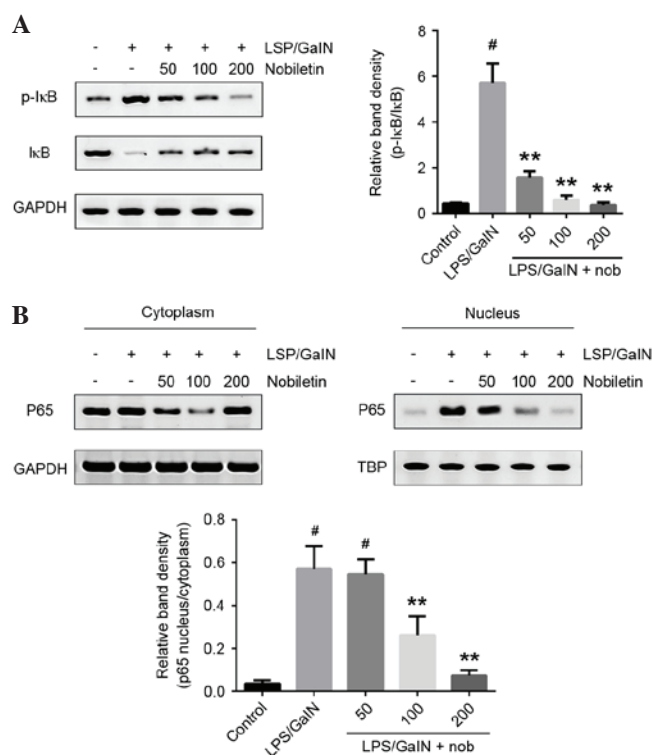 A
- + + + + LSP/GalN
- - 50 100 200 Nobiletin
p-IκB
IκB
GAPDH
Relative band density
(p-IκB/IκB)
8
6
4
2
0
#
** ** **
Control LPS/GalN 50 100 200
LPS/GalN + nob
B
Cytoplasm
- + + + + LSP/GalN
- - 50 100 200 Nobiletin
P65
GAPDH
Nucleus
- + + + + LSP/GalN
- - 50 100 200 Nobiletin
P65
TBP
Relative band density
(p65 nucleus/cytoplasm)
0.8
0.6
0.4
0.2
0.0
# # ** **
Control LPS/GalN 50 100 200
LPS/GalN + nob